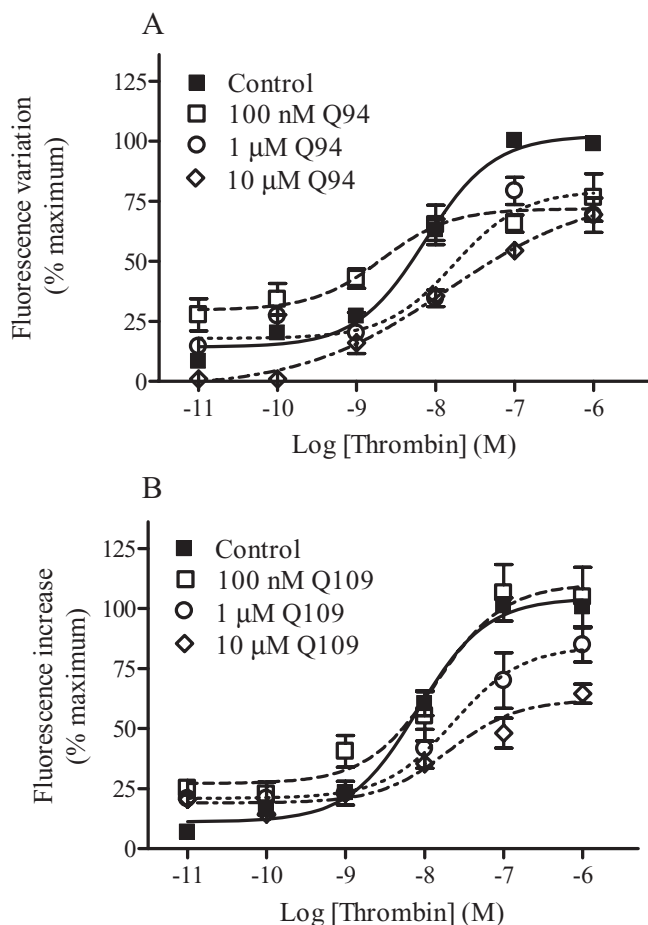 A
Fluorescence variation
(% maximum)
125
100
75
50
25
0
Control
100 nM Q94
1 μM Q94
10 μM Q94
-11 -10 -9 -8 -7 -6
Log [Thrombin] (M)
B
Fluorescence increase
(% maximum)
125
100
75
50
25
0
Control
100 nM Q109
1 μM Q109
10 μM Q109
-11 -10 -9 -8 -7 -6
Log [Thrombin] (M)